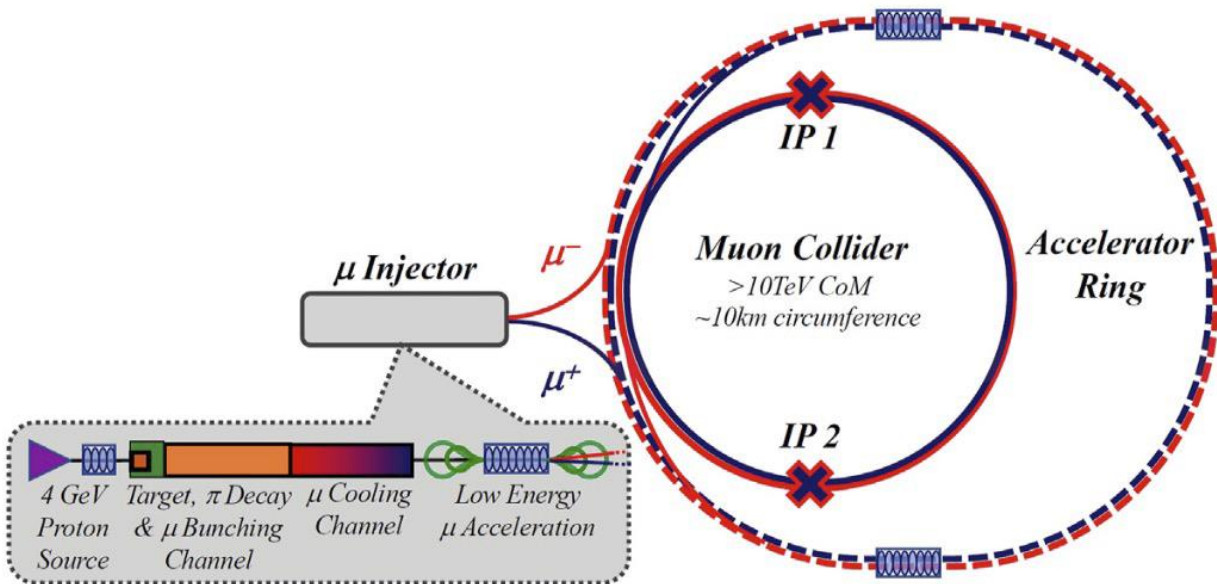 IP 1
Muon Collider
>10TeV CoM
~10km circumference
Accelerator
Ring
μ Injector
μ−
μ+
IP 2
4 GeV
Proton
Source
Target, π Decay
& μ Bunching
Channel
μ Cooling
Channel
Low Energy
μ Acceleration